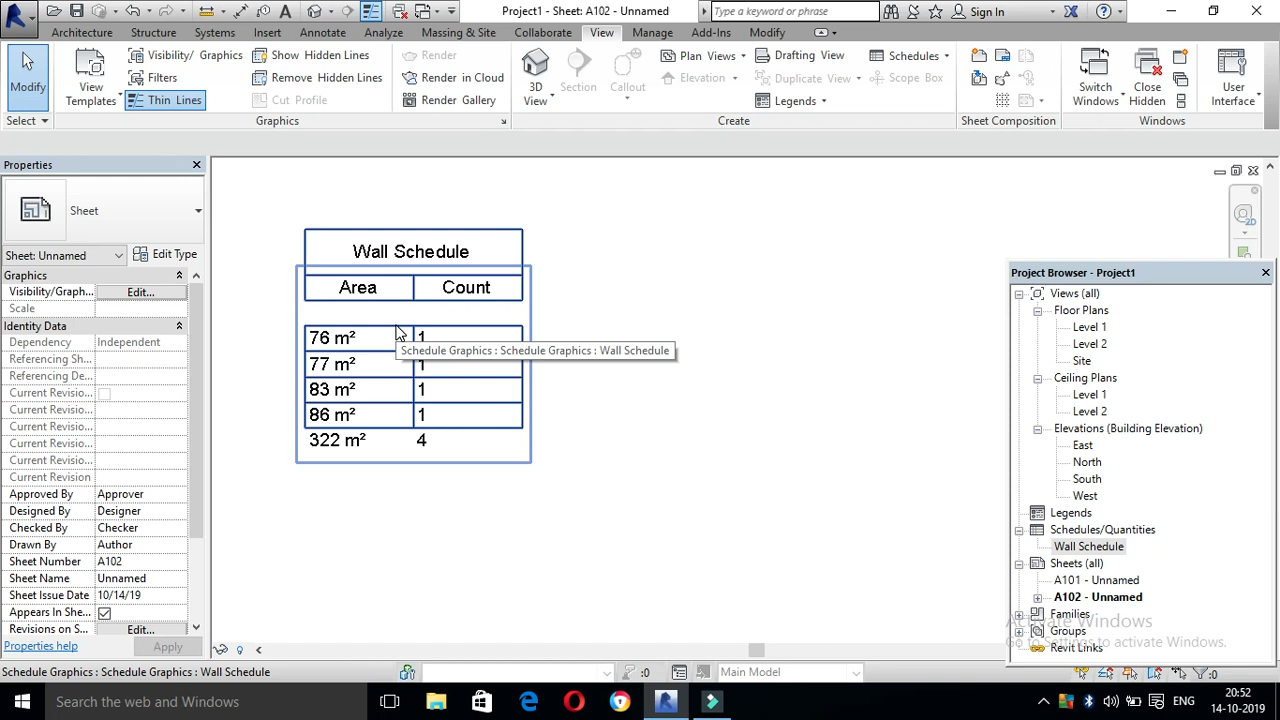 Project1 - Sheet: A102 - Unnamed
Type a keyword or phrase
Sign In
Architecture Structure Systems Insert Annotate Analyze Massing & Site Collaborate View Manage Add-Ins Modify
Modify
Select
View Templates
Visibility/ Graphics
Filters
Thin Lines
Show Hidden Lines
Remove Hidden Lines
Cut Profile
Render
Render in Cloud
Render Gallery
Graphics
3D View
Section
Callout
Plan Views
Elevation
Drafting View
Duplicate View
Legends
Schedules
Scope Box
Create
Sheet Composition
Switch Windows
Close Hidden
User Interface
Windows
Properties
Sheet
Sheet: Unnamed
Edit Type
Graphics
Visibility/Graph... Edit...
Scale
Identity Data
Dependency Independent
Referencing Sh...
Referencing De...
Current Revisio...
Current Revisio...
Current Revisio...
Current Revisio...
Current Revisio...
Current Revision
Approved By Approver
Designed By Designer
Checked By Checker
Drawn By Author
Sheet Number A102
Sheet Name Unnamed
Sheet Issue Date 10/14/19
Appears In She...
Revisions on S... Edit...
Properties help
Apply
Wall Schedule
Area Count
76 m² 1
Schedule Graphics : Schedule Graphics : Wall Schedule
77 m² 1
83 m² 1
86 m² 1
322 m² 4
Project Browser - Project1
Views (all)
Floor Plans
Level 1
Level 2
Site
Ceiling Plans
Level 1
Level 2
Elevations (Building Elevation)
East
North
South
West
Legends
Schedules/Quantities
Wall Schedule
Sheets (all)
A101 - Unnamed
A102 - Unnamed
Families
Groups
Revit Links
Activate Windows
Go to Settings to activate Windows.
Schedule Graphics : Schedule Graphics : Wall Schedule
:0
Main Model
:0
Search the web and Windows
ENG
20:52
14-10-2019